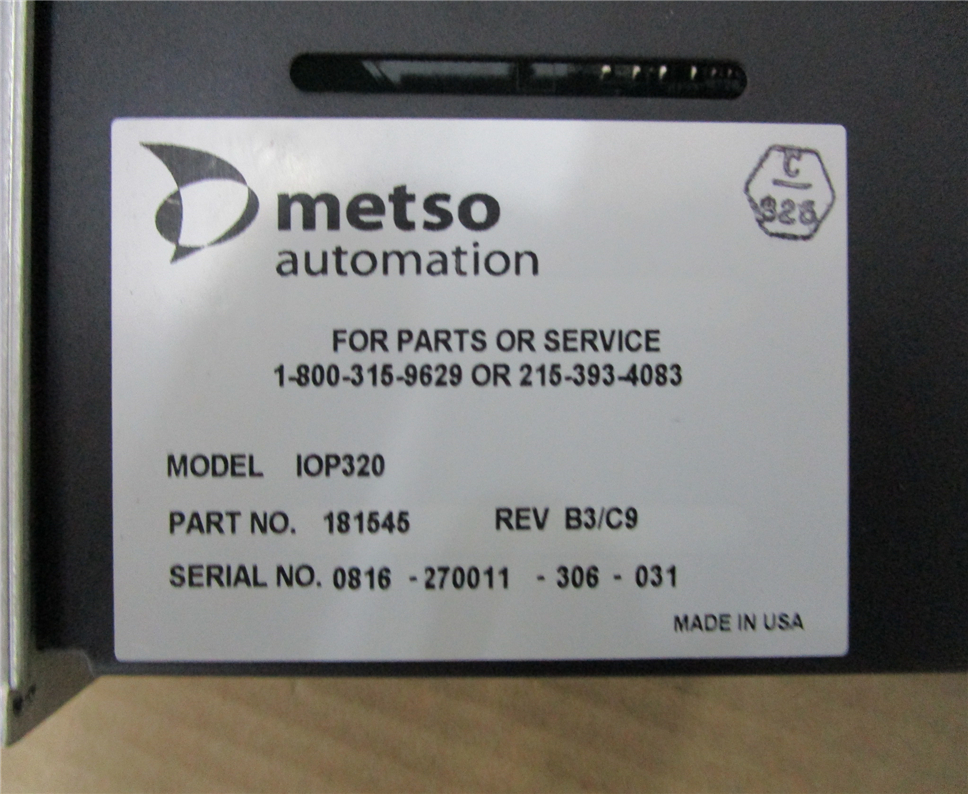 metso
automation
FOR PARTS OR SERVICE
1-800-315-9629 OR 215-393-4083
MODEL IOP320
PART NO. 181545 REV B3/C9
SERIAL NO. 0816 - 270011 - 306 - 031
MADE IN USA